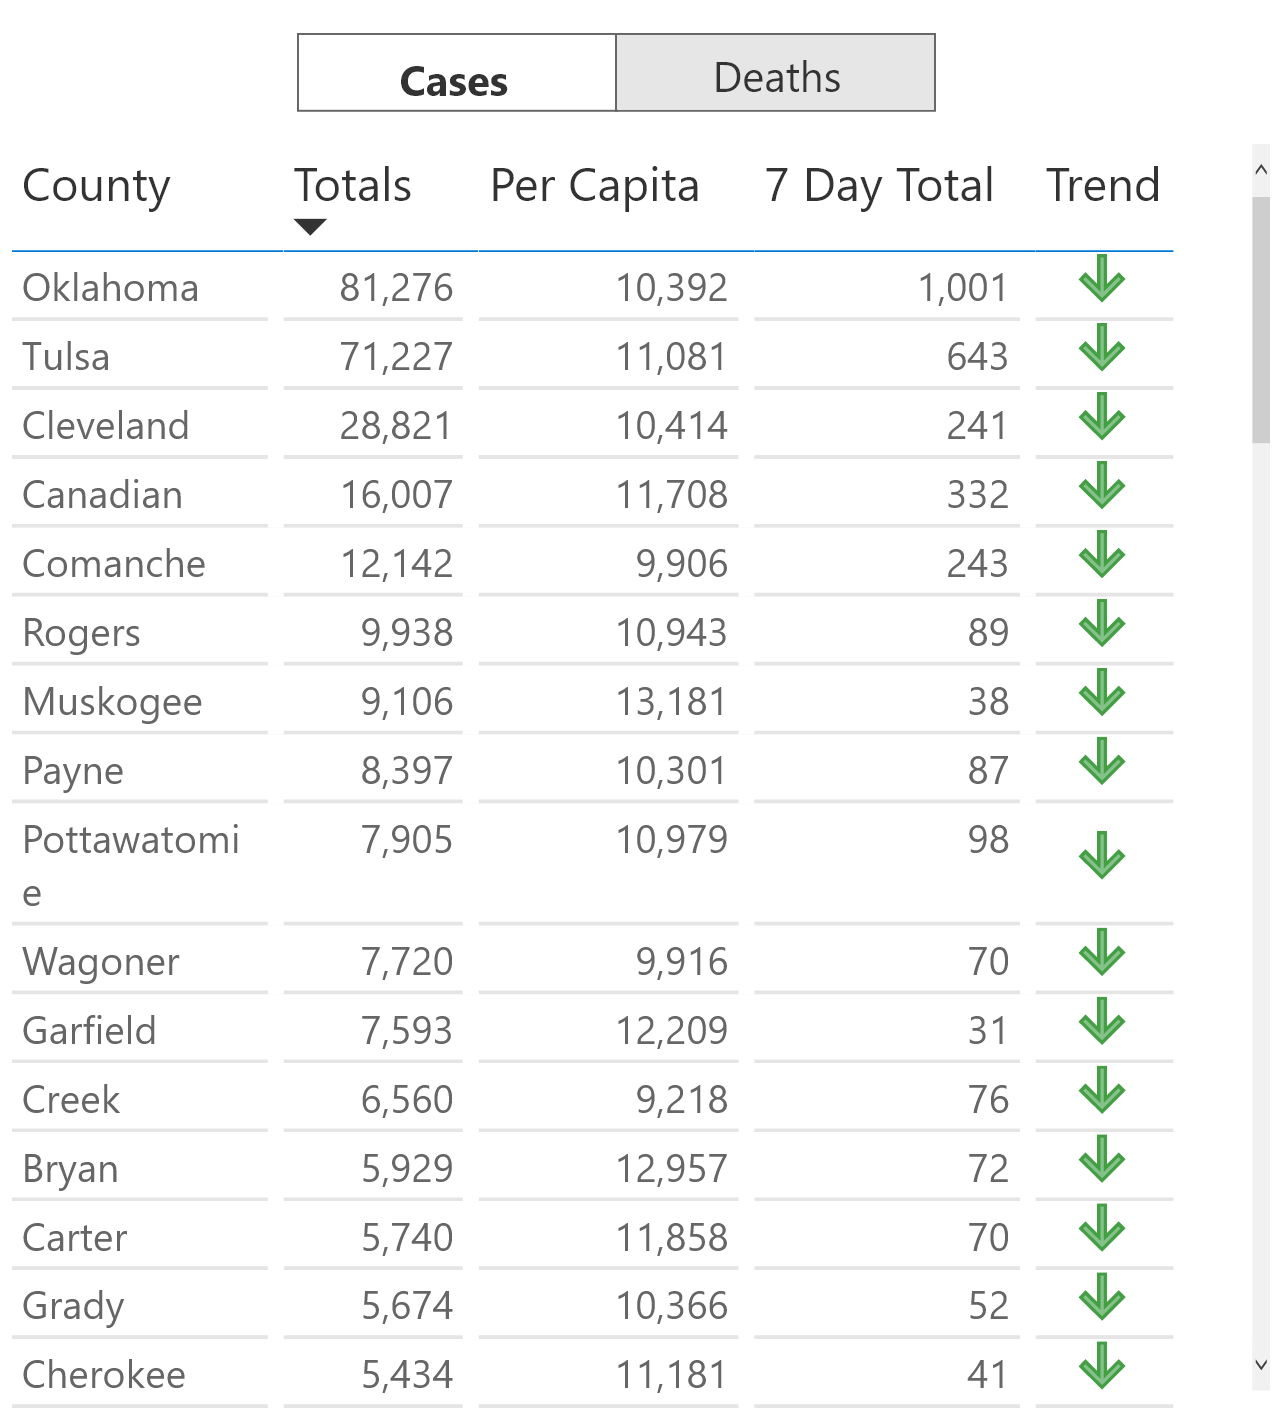 Cases Deaths
County Totals Per Capita 7 Day Total Trend
Oklahoma 81,276 10,392 1,001
Tulsa 71,227 11,081 643
Cleveland 28,821 10,414 241
Canadian 16,007 11,708 332
Comanche 12,142 9,906 243
Rogers 9,938 10,943 89
Muskogee 9,106 13,181 38
Payne 8,397 10,301 87
Pottawatomi 7,905 10,979 98
e
Wagoner 7,720 9,916 70
Garfield 7,593 12,209 31
Creek 6,560 9,218 76
Bryan 5,929 12,957 72
Carter 5,740 11,858 70
Grady 5,674 10,366 52
Cherokee 5,434 11,181 41